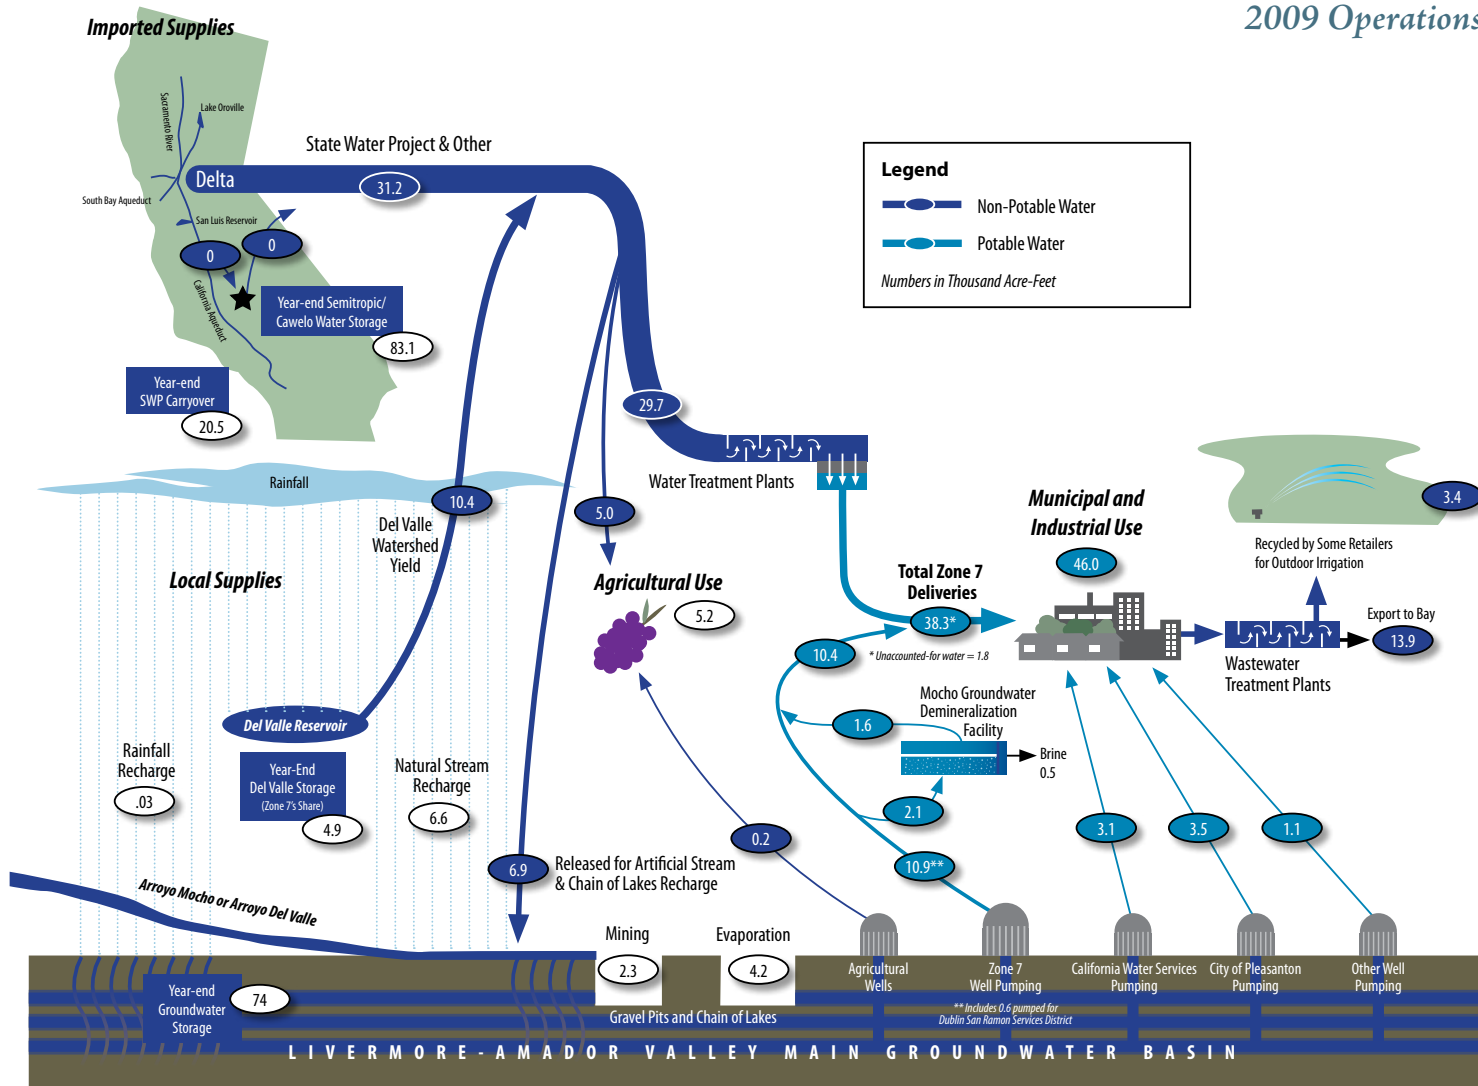 2009 Operations
Imported Supplies
Sacramento River
Lake Oroville
State Water Project & Other
Delta
31.2
South Bay Aqueduct
San Luis Reservoir
0
0
California Aqueduct
Year-end Semitropic/
Cawelo Water Storage
83.1
Year-end
SWP Carryover
20.5
Legend
Non-Potable Water
Potable Water
Numbers in Thousand Acre-Feet
29.7
Water Treatment Plants
Rainfall
10.4
Del Valle
Watershed
Yield
5.0
Local Supplies
Agricultural Use
5.2
Municipal and
Industrial Use
46.0
3.4
Recycled by Some Retailers
for Outdoor Irrigation
Total Zone 7
Deliveries
38.3*
* Unaccounted-for water = 1.8
10.4
Export to Bay
13.9
Wastewater
Treatment Plants
Mocho Groundwater
Demineralization
Facility
1.6
Brine
0.5
2.1
Del Valle Reservoir
Rainfall
Recharge
.03
Year-End
Del Valle Storage
(Zone 7's Share)
4.9
Natural Stream
Recharge
6.6
0.2
10.9**
3.1
3.5
1.1
6.9
Released for Artificial Stream
& Chain of Lakes Recharge
Arroyo Mocho or Arroyo Del Valle
Mining
2.3
Evaporation
4.2
Gravel Pits and Chain of Lakes
Agricultural
Wells
Zone 7
Well Pumping
** Includes 0.6 pumped for
Dublin San Ramon Services District
California Water Services
Pumping
City of Pleasanton
Pumping
Other Well
Pumping
Year-end
Groundwater
Storage
74
LIVERMORE-AMADOR VALLEY MAIN GROUNDWATER BASIN